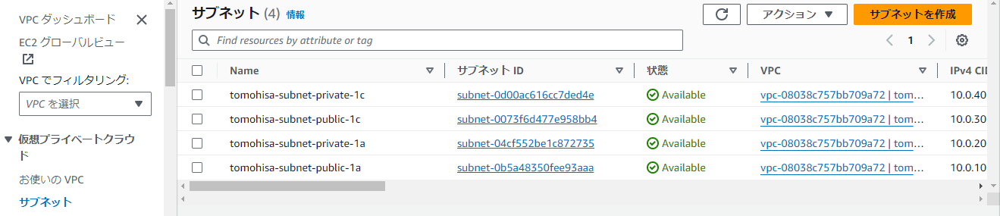 VPC ダッシュボード
EC2 グローバルビュー
VPC でフィルタリング:
VPC を選択
仮想プライベートクラウ
ド
お使いの VPC
サブネット
サブネット (4) 情報
アクション
サブネットを作成
Find resources by attribute or tag
1
Name サブネット ID 状態 VPC IPv4 CID
tomohisa-subnet-private-1c subnet-0d00ac616cc7ded4e Available vpc-08038c757bb709a72 | tom… 10.0.40
tomohisa-subnet-public-1c subnet-0073f6d477e958bb4 Available vpc-08038c757bb709a72 | tom… 10.0.30
tomohisa-subnet-private-1a subnet-04cf552be1c872735 Available vpc-08038c757bb709a72 | tom… 10.0.20
tomohisa-subnet-public-1a subnet-0b5a48350fee93aaa Available vpc-08038c757bb709a72 | tom… 10.0.10